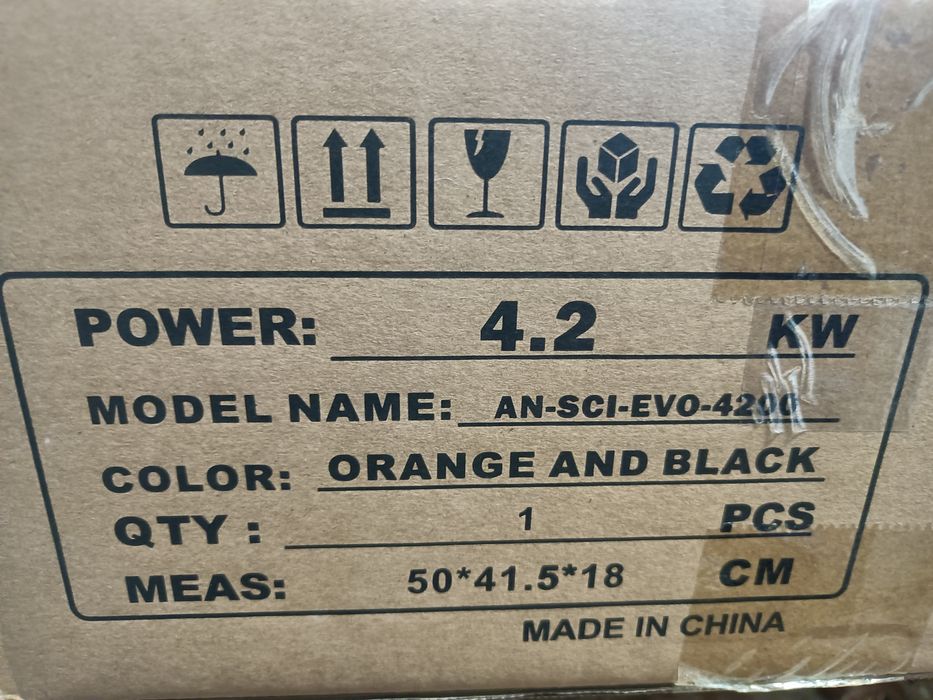 POWER: 4.2 KW
MODEL NAME: AN-SCI-EVO-4200
COLOR: ORANGE AND BLACK
QTY : 1 PCS
MEAS: 50*41.5*18 CM
MADE IN CHINA